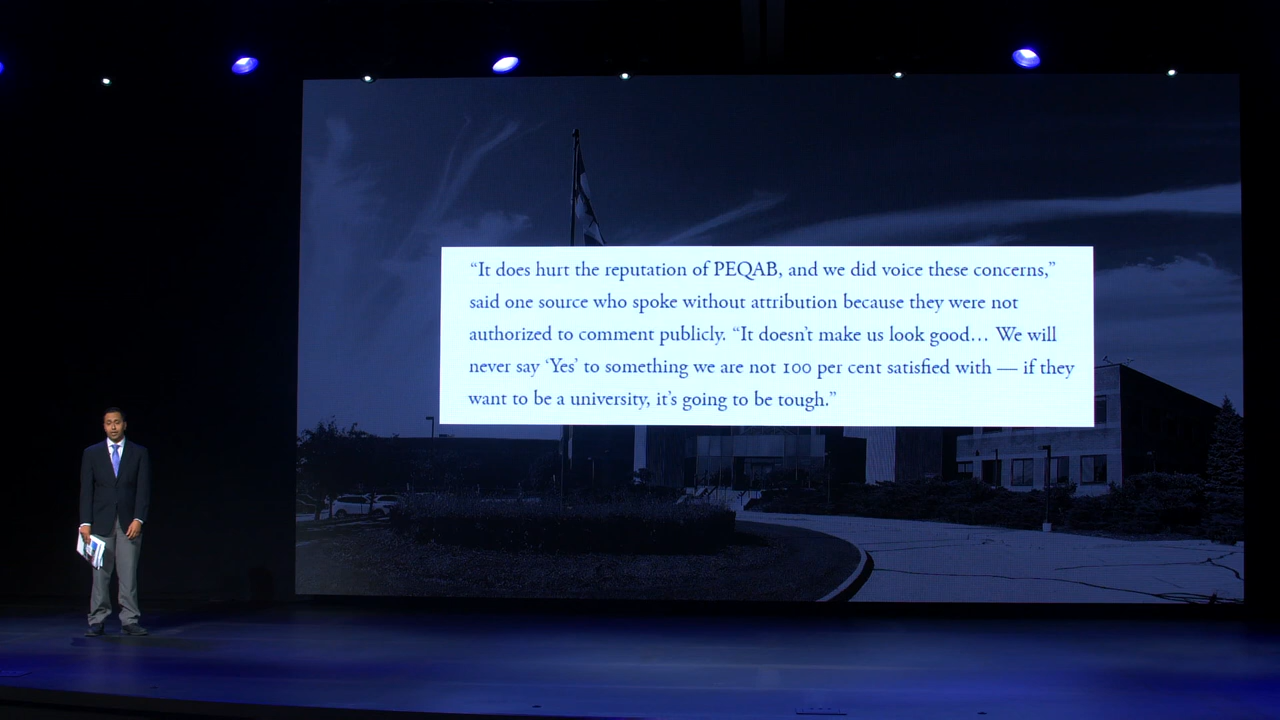 “It does hurt the reputation of PEQAB, and we did voice these concerns,”
said one source who spoke without attribution because they were not
authorized to comment publicly. “It doesn’t make us look good… We will
never say ‘Yes’ to something we are not 100 per cent satisfied with — if they
want to be a university, it’s going to be tough.”